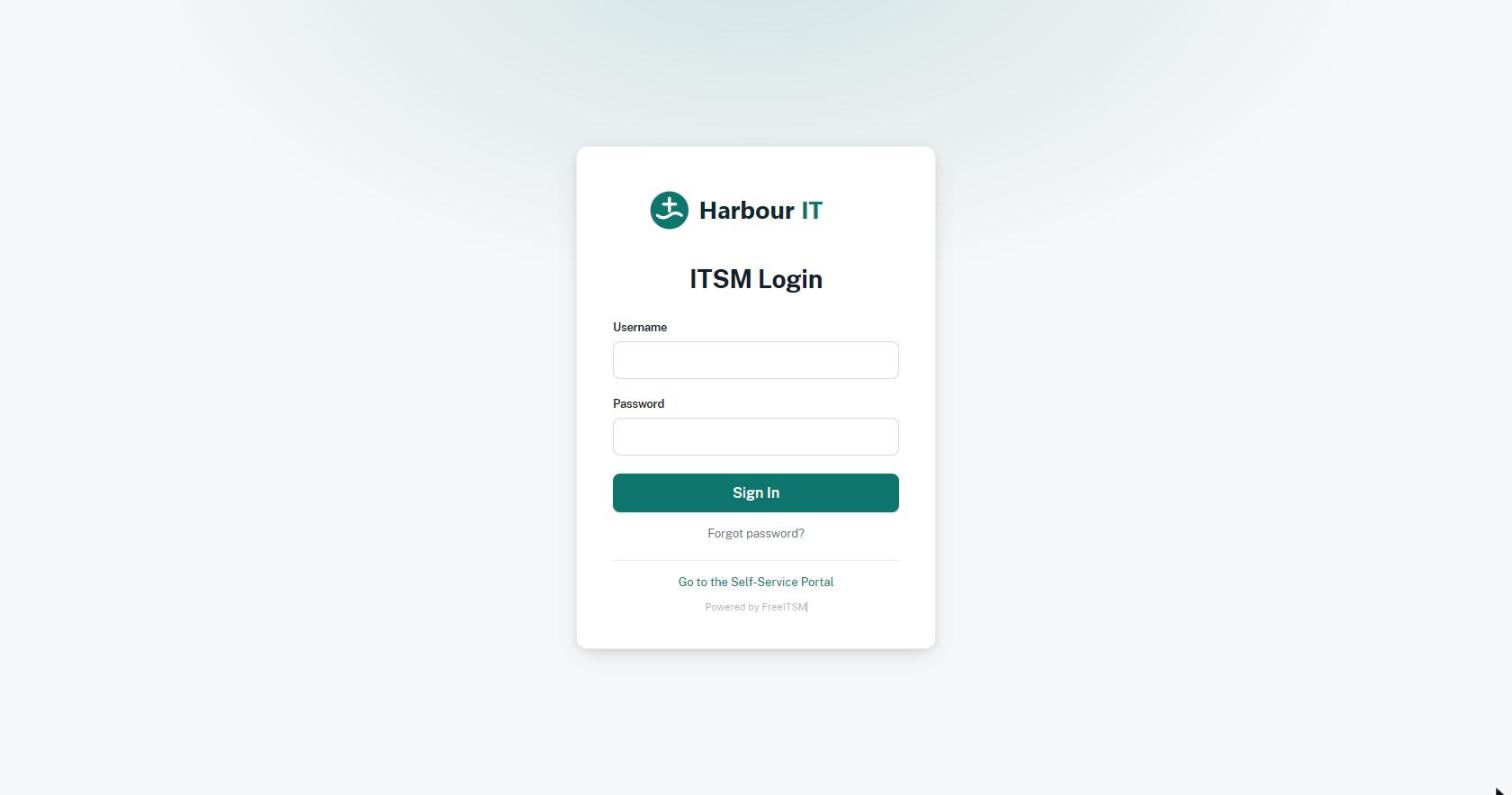 Harbour IT
ITSM Login
Username
Password
Sign In
Forgot password?
Go to the Self-Service Portal
Powered by FreeITSM